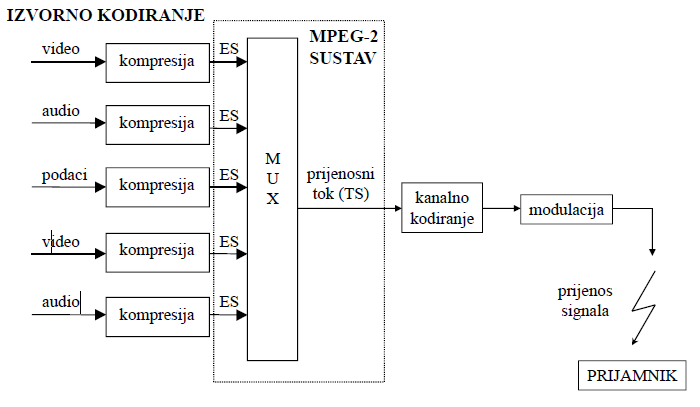 IZVORNO KODIRANJE
MPEG-2
SUSTAV
video
kompresija
ES
audio
kompresija
ES
podaci
kompresija
ES
video
kompresija
ES
audio
kompresija
ES
M
U
X
prijenosni
tok (TS)
kanalno
kodiranje
modulacija
prijenos
signala
PRIJAMNIK